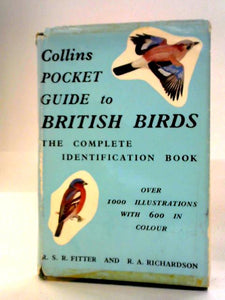 Collins
POCKET
GUIDE to
BRITISH BIRDS
THE COMPLETE
IDENTIFICATION BOOK
OVER
1000 ILLUSTRATIONS
WITH 600 IN
COLOUR
R. S. R. FITTER AND R. A. RICHARDSON